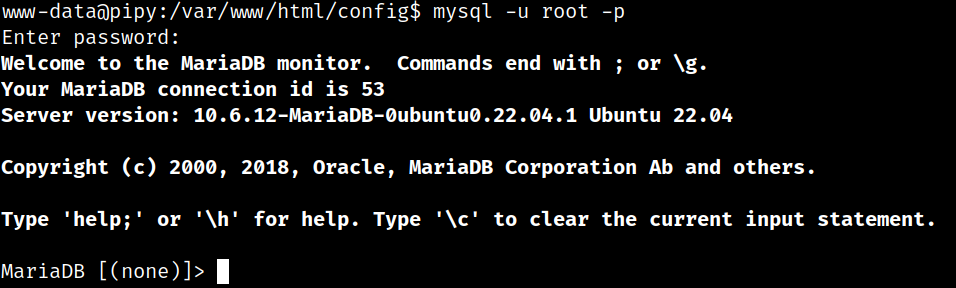 www-data@pipy:/var/www/html/config$ mysql -u root -p
Enter password:
Welcome to the MariaDB monitor.  Commands end with ; or \g.
Your MariaDB connection id is 53
Server version: 10.6.12-MariaDB-0ubuntu0.22.04.1 Ubuntu 22.04
Copyright (c) 2000, 2018, Oracle, MariaDB Corporation Ab and others.
Type 'help;' or '\h' for help. Type '\c' to clear the current input statement.
MariaDB [(none)]>